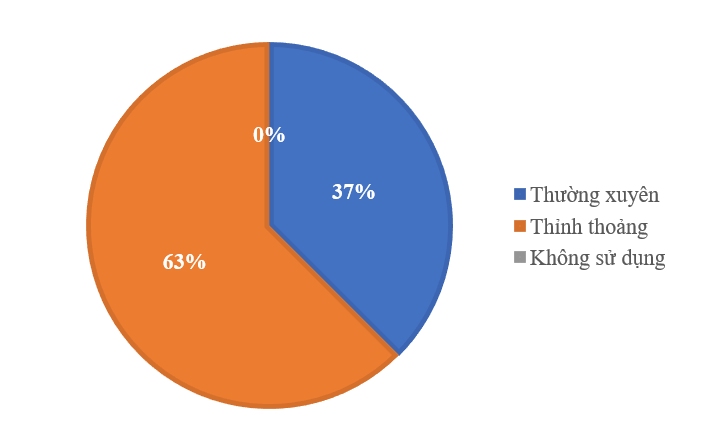 0%
37%
63%
Thường xuyên
Thỉnh thoảng
Không sử dụng